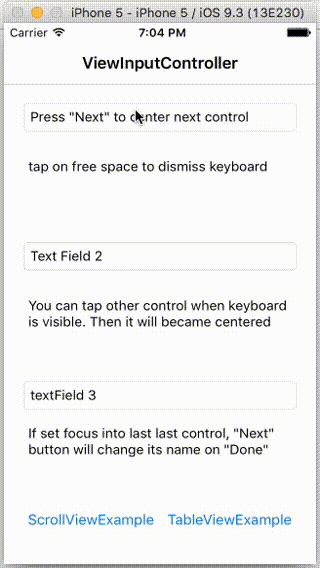 iPhone 5 - iPhone 5 / iOS 9.3 (13E230)
Carrier 7:04 PM
ViewInputController
Press "Next" to center next control
tap on free space to dismiss keyboard
Text Field 2
You can tap other control when keyboard
is visible. Then it will became centered
textField 3
If set focus into last last control, "Next"
button will change its name on "Done"
ScrollViewExample TableViewExample